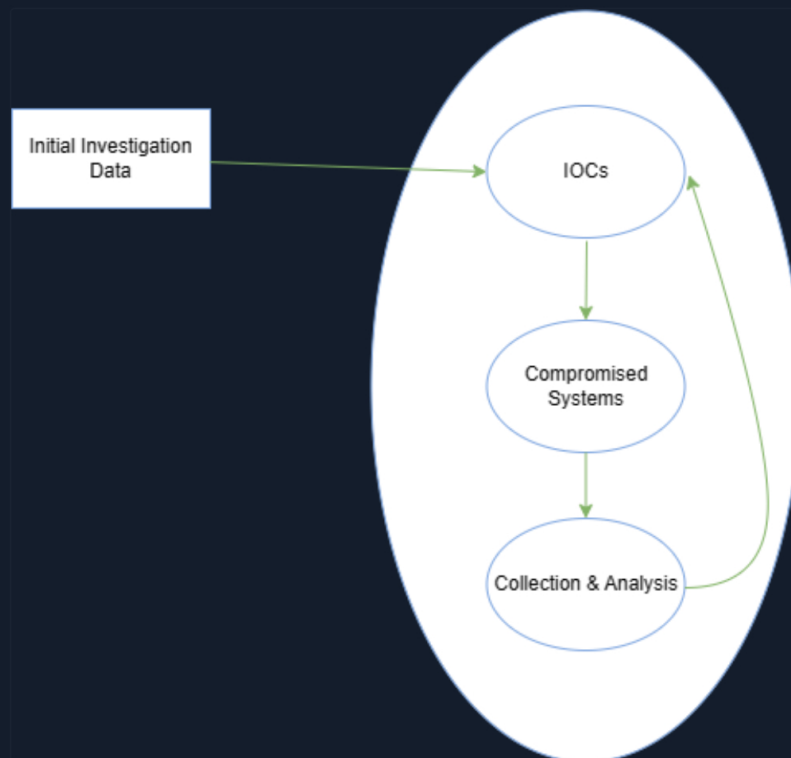 Initial Investigation
Data
IOCs
Compromised
Systems
Collection & Analysis